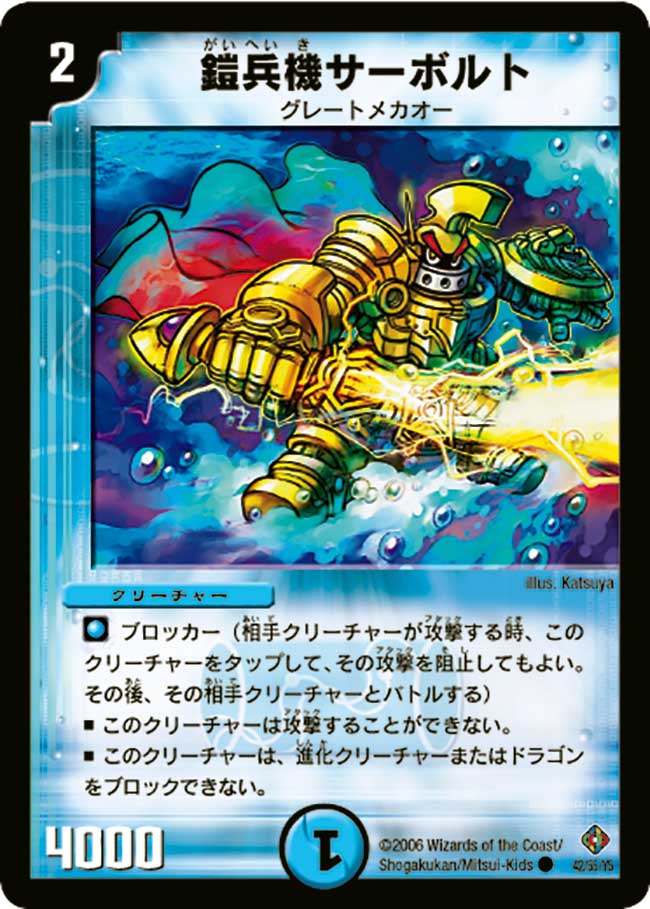 2
がいへいき
鎧兵機サーボルト
グレートメカオー
illus. Katsuya
クリーチャー
ブロッカー（相手クリーチャーが攻撃する時、この
クリーチャーをタップして、その攻撃を阻止してもよい。
その後、その相手クリーチャーとバトルする）
■ このクリーチャーは攻撃することができない。
■ このクリーチャーは、進化クリーチャーまたはドラゴン
をブロックできない。
4000
1
©2006 Wizards of the Coast/
Shogakukan/Mitsui-Kids
42/55/Y5